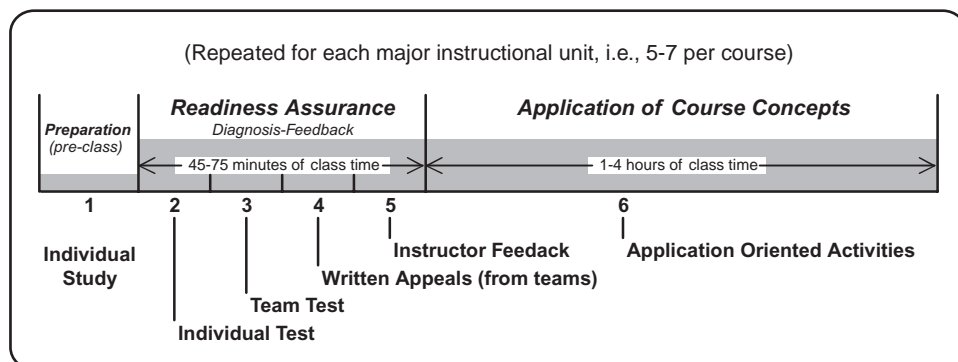 (Repeated for each major instructional unit, i.e., 5-7 per course)
Readiness Assurance
Diagnosis-Feedback
Application of Course Concepts
Preparation
(pre-class)
45-75 minutes of class time
1-4 hours of class time
1
2
3
4
5
6
Individual
Study
Instructor Feedack
Application Oriented Activities
Written Appeals (from teams)
Team Test
Individual Test